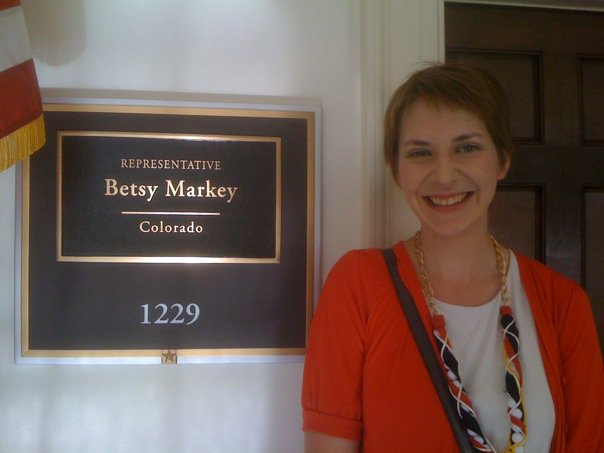 REPRESENTATIVE
Betsy Markey
Colorado
1229